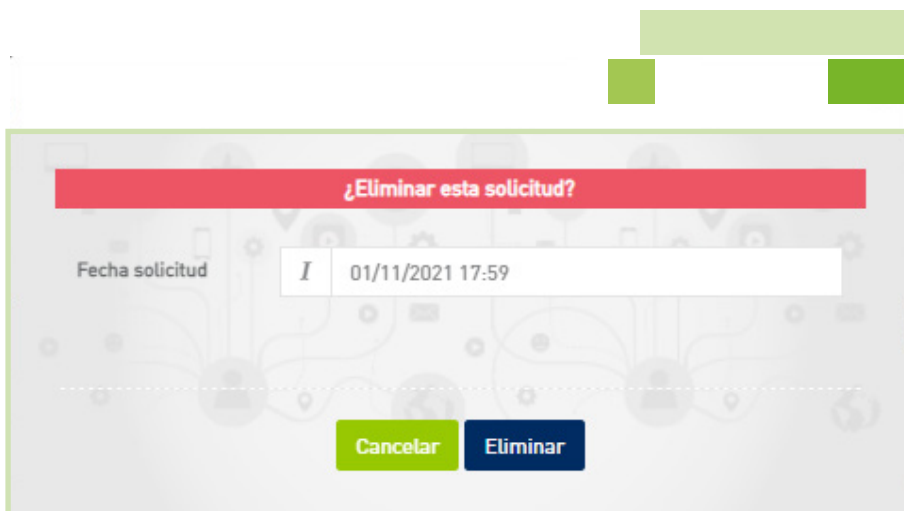 ¿Eliminar esta solicitud?
Fecha solicitud I 01/11/2021 17:59
Cancelar Eliminar